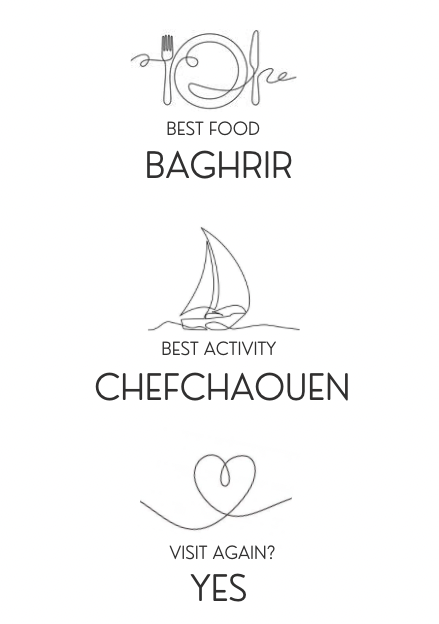 BEST FOOD
BAGHRIR
BEST ACTIVITY
CHEFCHAOUEN
VISIT AGAIN?
YES